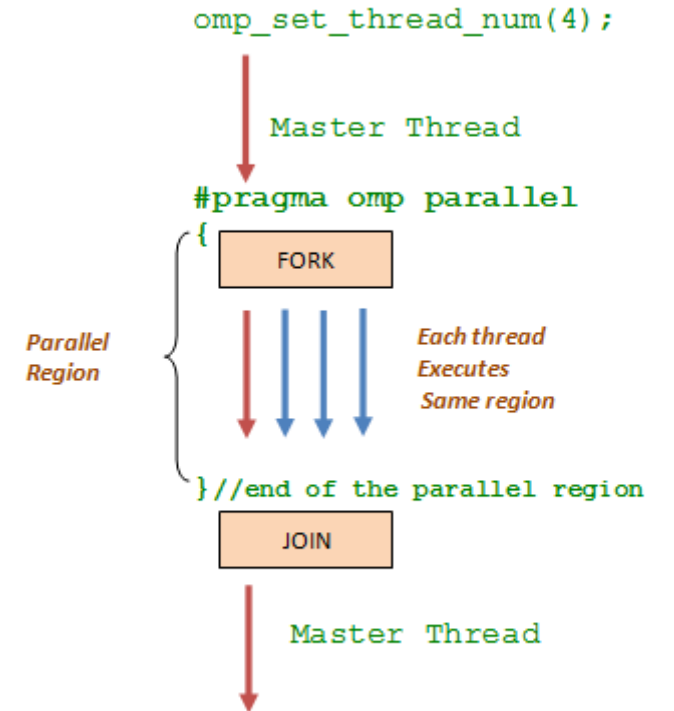 omp_set_thread_num(4);
Master Thread
#pragma omp parallel
{
FORK
Parallel
Region
Each thread
Executes
Same region
}//end of the parallel region
JOIN
Master Thread